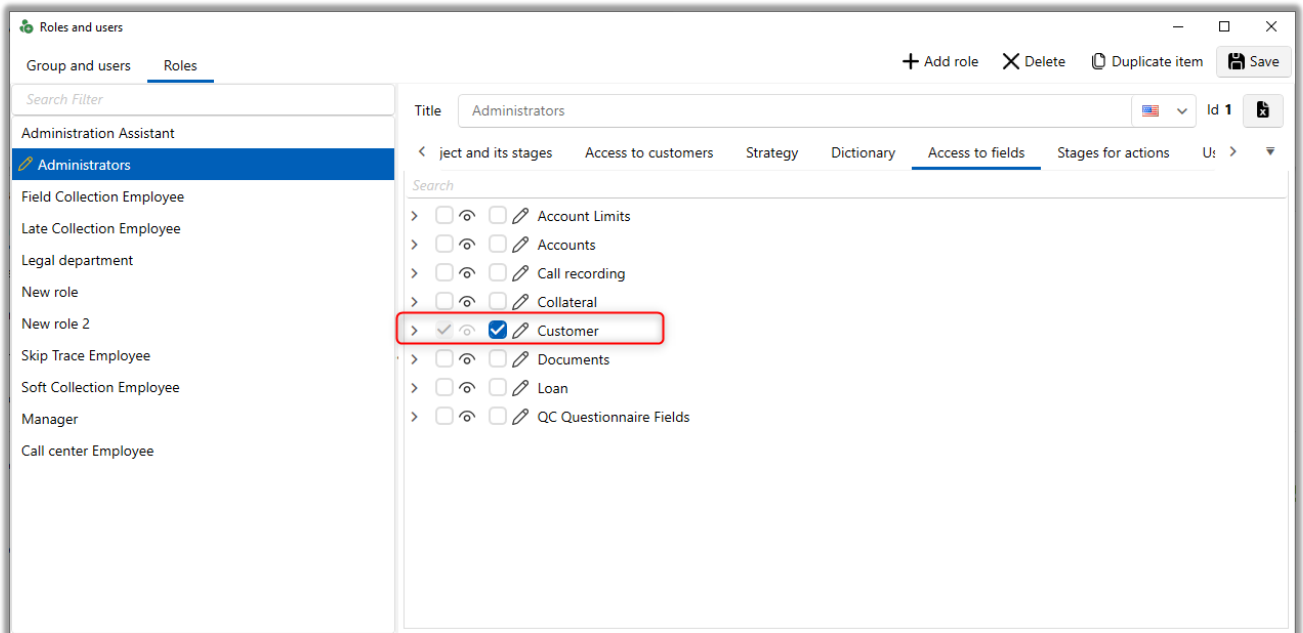 Roles and users
Group and users Roles
Add role Delete Duplicate item Save
Search Filter
Administration Assistant
Administrators
Field Collection Employee
Late Collection Employee
Legal department
New role
New role 2
Skip Trace Employee
Soft Collection Employee
Manager
Call center Employee
Title Administrators Id 1
ject and its stages Access to customers Strategy Dictionary Access to fields Stages for actions Us
Search
Account Limits
Accounts
Call recording
Collateral
Customer
Documents
Loan
QC Questionnaire Fields